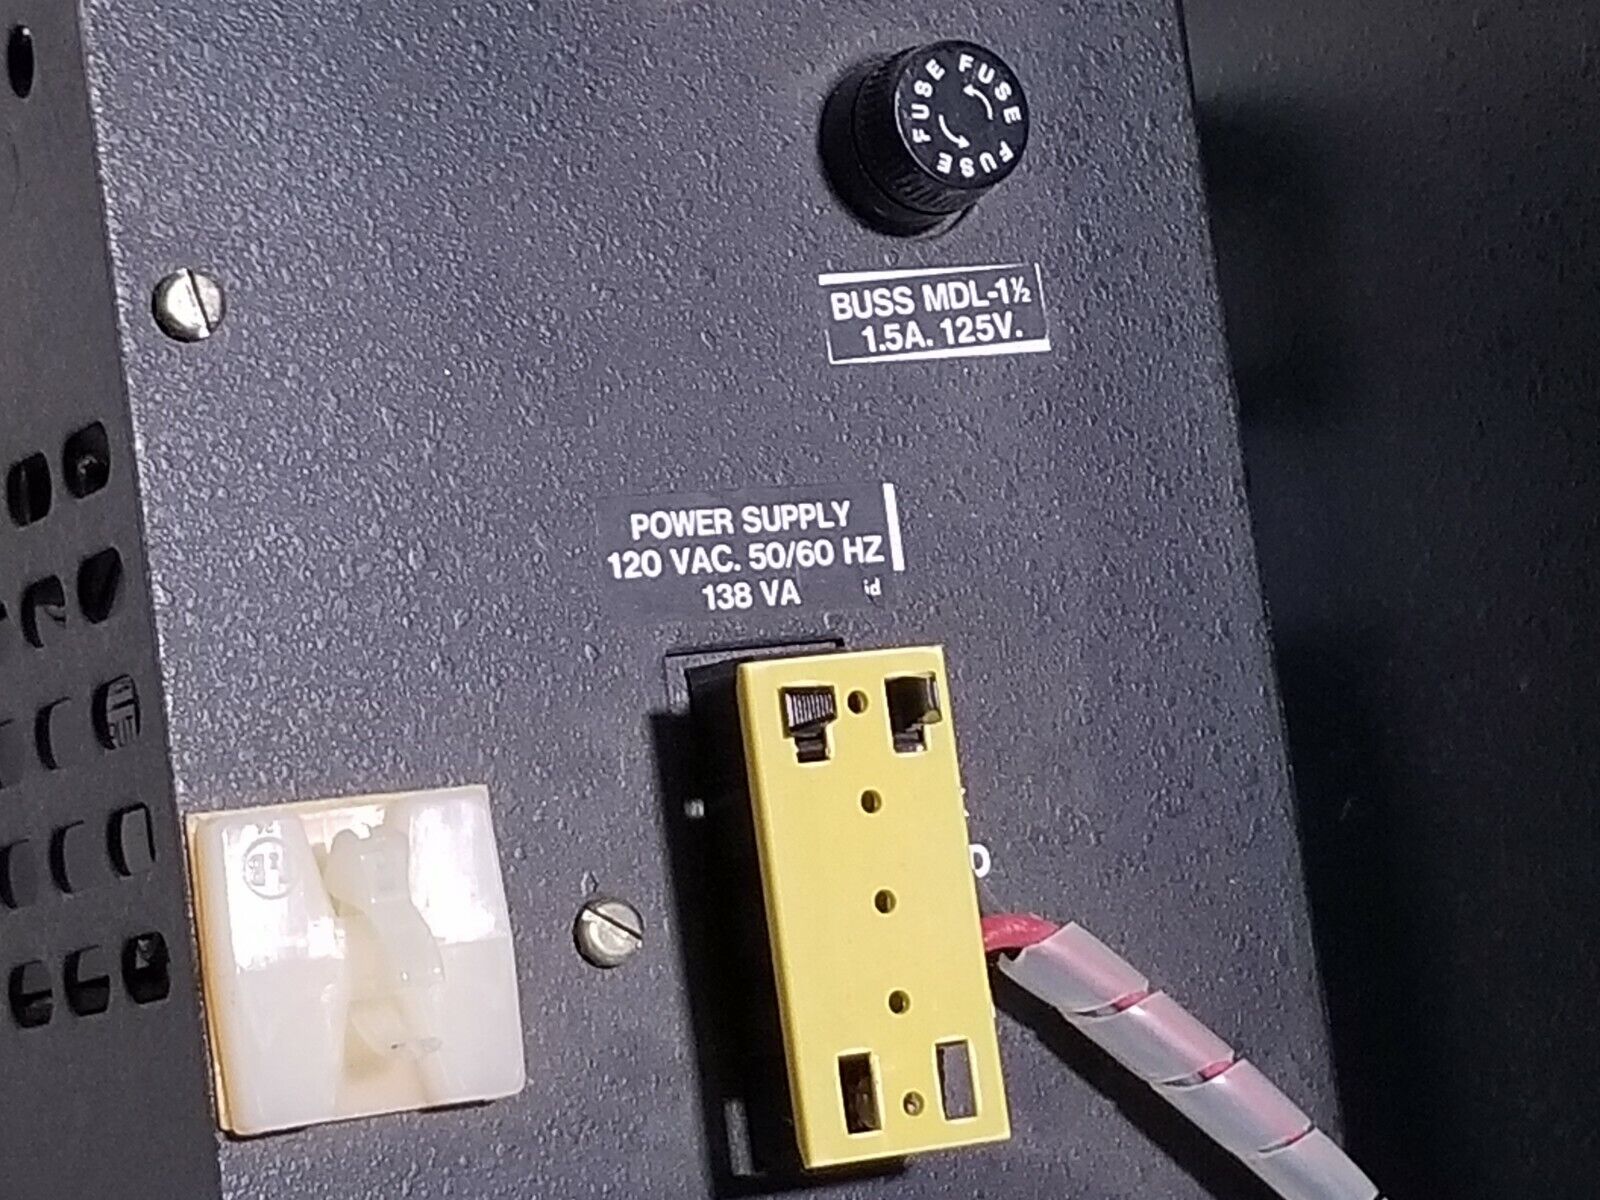 FUSE FUSE FUSE
BUSS MDL-1½
1.5A. 125V.
POWER SUPPLY
120 VAC. 50/60 HZ
138 VA
id